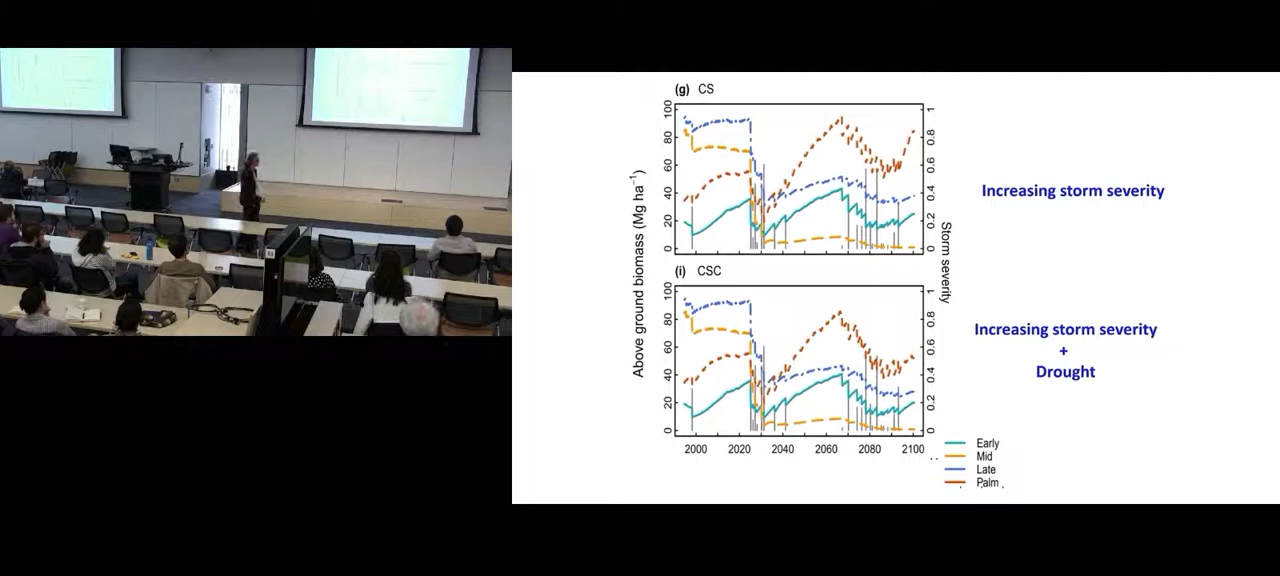 (g) CS
100
80
60
40
20
0
1
0.8
0.6
0.4
0.2
0
Increasing storm severity
Above ground biomass (Mg ha⁻¹)
Storm severity
(i) CSC
100
80
60
40
20
0
1
0.8
0.6
0.4
0.2
0
Increasing storm severity
+
Drought
2000 2020 2040 2060 2080 2100
Early
Mid
Late
Palm